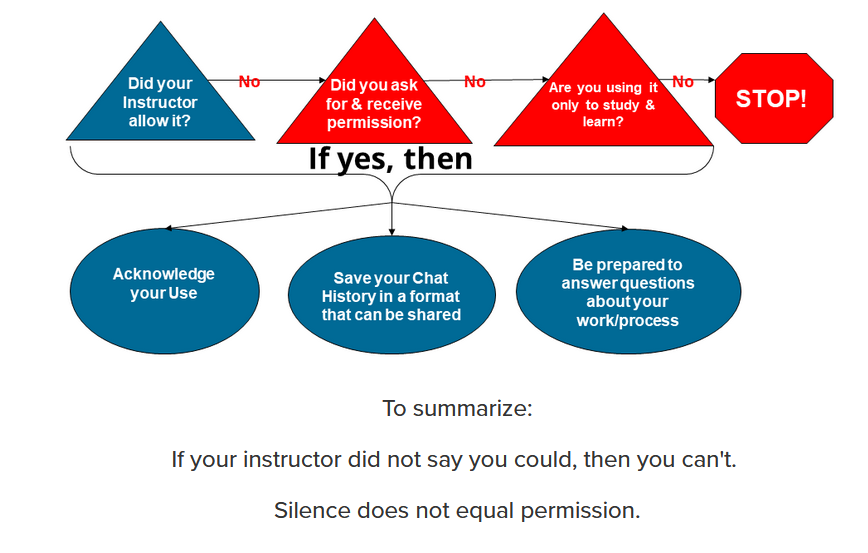 Did your
Instructor
allow it?
No
Did you ask
for & receive
permission?
No
Are you using it
only to study &
learn?
No
STOP!
If yes, then
Acknowledge
your Use
Save your Chat
History in a format
that can be shared
Be prepared to
answer questions
about your
work/process
To summarize:
If your instructor did not say you could, then you can't.
Silence does not equal permission.